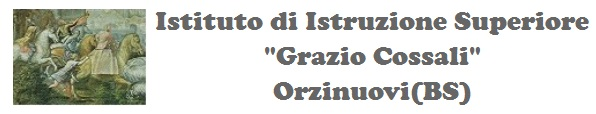 Istituto di Istruzione Superiore
"Grazio Cossali"
Orzinuovi(BS)